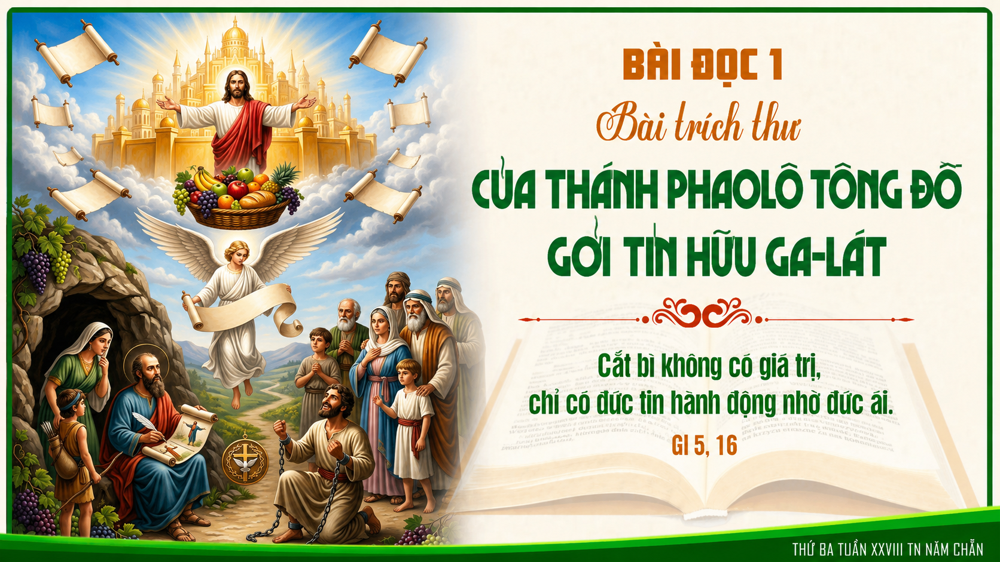 BÀI ĐỌC 1
Bài trích thư
CỦA THÁNH PHAOLÔ TÔNG ĐỒ
GỞI TÍN HỮU GA-LÁT
Cắt bì không có giá trị,
chỉ có đức tin hành động nhờ đức ái.
Gl 5, 16
THỨ BA TUẦN XXVIII TN NĂM CHẴN